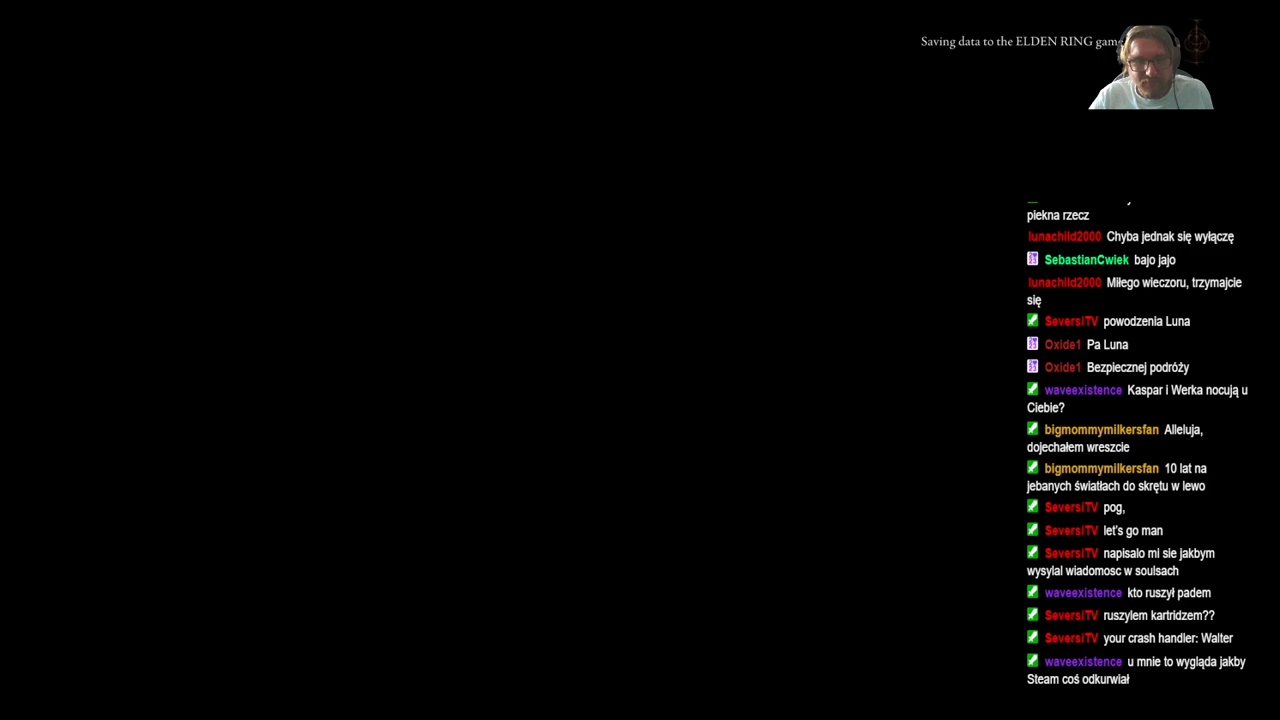 Saving data to the ELDEN RING game
piekna rzecz
lunachild2000 Chyba jednak się wyłączę
SebastianCwiek bajo jajo
lunachild2000 Miłego wieczoru, trzymajcie
się
SeversiTV powodzenia Luna
Oxide1 Pa Luna
Oxide1 Bezpiecznej podróży
waveexistence Kaspar i Werka nocują u
Ciebie?
bigmommymilkersfan Alleluja,
dojechałem wreszcie
bigmommymilkersfan 10 lat na
jebanych światłach do skrętu w lewo
SeversiTV pog,
SeversiTV let's go man
SeversiTV napisalo mi sie jakbym
wysylal wiadomosc w soulsach
waveexistence kto ruszył padem
SeversiTV ruszylem kartridzem??
SeversiTV your crash handler: Walter
waveexistence u mnie to wygląda jakby
Steam coś odkurwiał